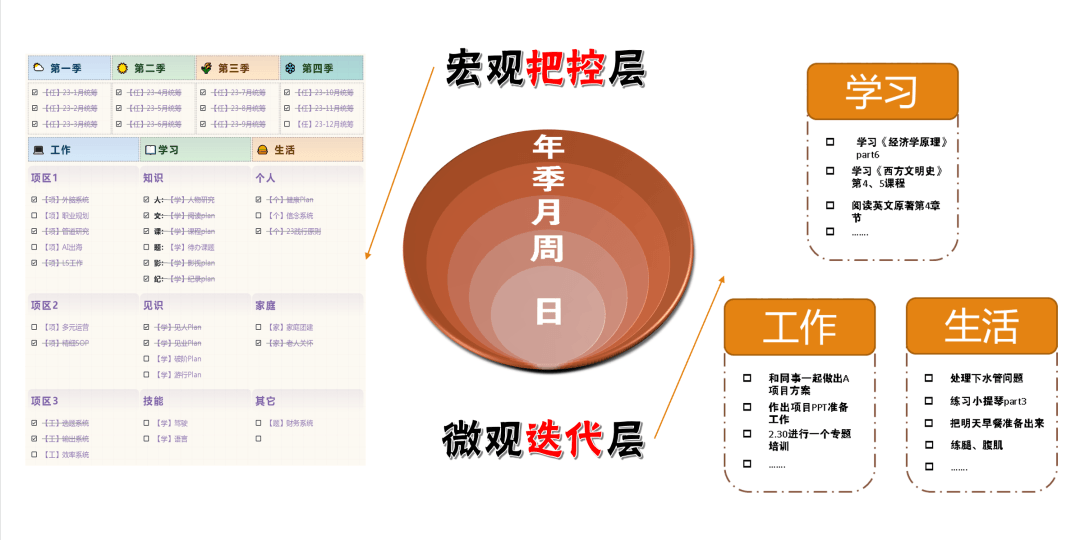 宏观把控层
第一季 第二季 第三季 第四季
【任】23-1月统筹 【任】23-4月统筹 【任】23-7月统筹 【任】23-10月统筹
【任】23-2月统筹 【任】23-5月统筹 【任】23-8月统筹 【任】23-11月统筹
【任】23-3月统筹 【任】23-6月统筹 【任】23-9月统筹 【任】23-12月统筹
工作 学习 生活
项区1 知识 个人
【项】外脑系统 人:【学】人物研究 【个】健康Plan
【项】职业规划 文:【学】阅读plan 【个】信念系统
【项】管道研究 课:【学】课程plan 【个】23践行原则
【项】AI出海 题:【学】待办课题
【项】LS工作 影:【学】影视plan
纪:【学】纪录plan
项区2 见识 家庭
【项】多元运营 【学】见人Plan 【家】家庭团建
【项】精细SOP 【学】见业Plan 【家】老人关怀
【学】破阶Plan
【学】游行Plan
项区3 技能 其它
【工】选题系统 【学】驾驶 【超】财务系统
【工】输出系统 【学】语言
【工】效率系统
年
季
月
周
日
微观迭代层
学习
学习《经济学原理》
part6
学习《西方文明史》
第4、5课程
阅读英文原著第4章
节
.......
工作
和同事一起做出A
项目方案
作出项目PPT准备
工作
2.30进行一个专题
培训
.......
生活
处理下水管问题
练习小提琴part3
把明天早餐准备出来
练腿、腹肌
.......